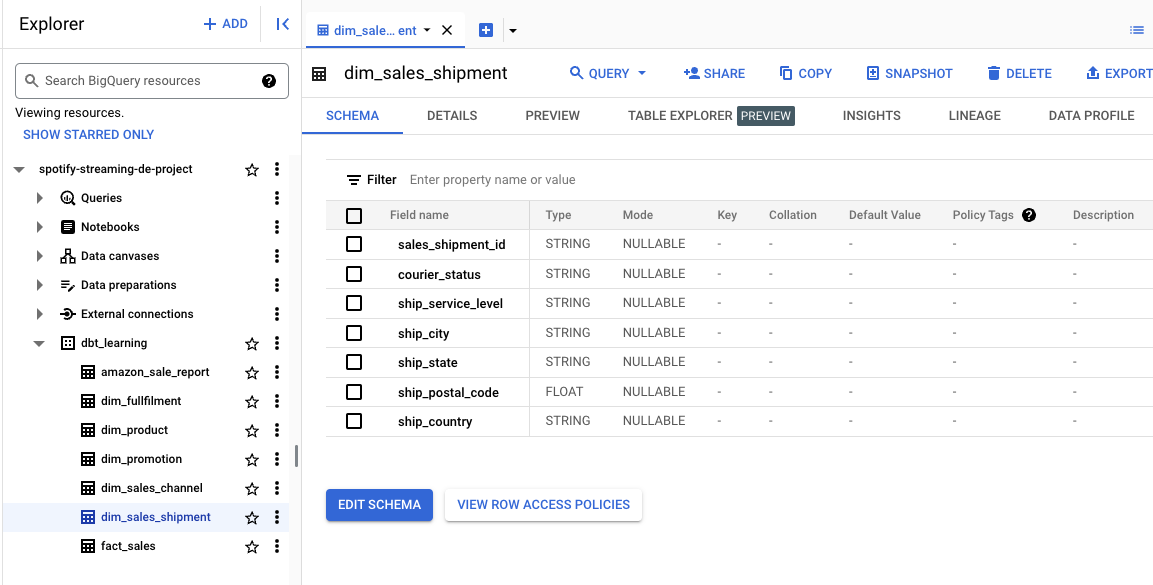 Explorer
+ ADD
Search BigQuery resources
Viewing resources.
SHOW STARRED ONLY
spotify-streaming-de-project
Queries
Notebooks
Data canvases
Data preparations
External connections
dbt_learning
amazon_sale_report
dim_fullfilment
dim_product
dim_promotion
dim_sales_channel
dim_sales_shipment
fact_sales
dim_sale… ent
dim_sales_shipment
QUERY SHARE COPY SNAPSHOT DELETE EXPORT
SCHEMA DETAILS PREVIEW TABLE EXPLORER PREVIEW INSIGHTS LINEAGE DATA PROFILE
Filter Enter property name or value
Field name Type Mode Key Collation Default Value Policy Tags Description
sales_shipment_id STRING NULLABLE - - - - -
courier_status STRING NULLABLE - - - - -
ship_service_level STRING NULLABLE - - - - -
ship_city STRING NULLABLE - - - - -
ship_state STRING NULLABLE - - - - -
ship_postal_code FLOAT NULLABLE - - - - -
ship_country STRING NULLABLE - - - - -
EDIT SCHEMA VIEW ROW ACCESS POLICIES